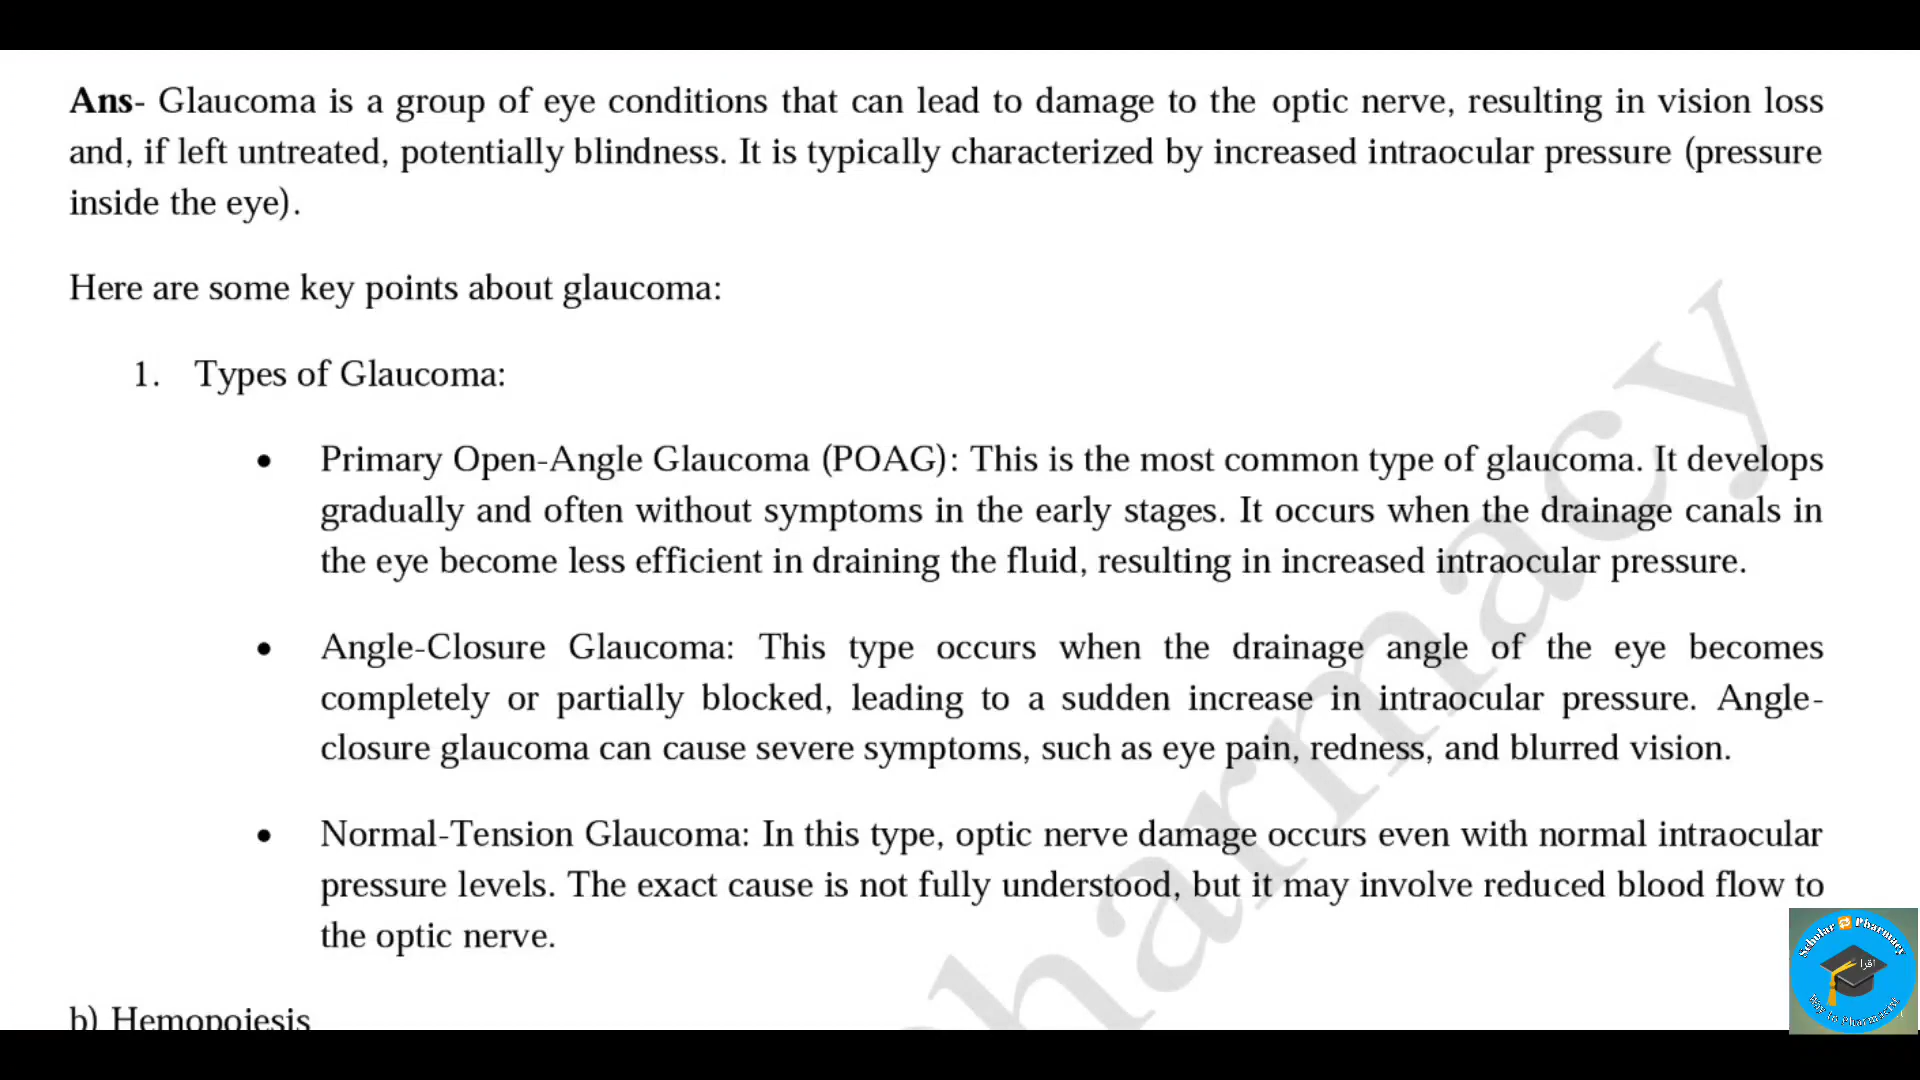 Ans- Glaucoma is a group of eye conditions that can lead to damage to the optic nerve, resulting in vision loss
and, if left untreated, potentially blindness. It is typically characterized by increased intraocular pressure (pressure
inside the eye).
Here are some key points about glaucoma:
1. Types of Glaucoma:
• Primary Open-Angle Glaucoma (POAG): This is the most common type of glaucoma. It develops
gradually and often without symptoms in the early stages. It occurs when the drainage canals in
the eye become less efficient in draining the fluid, resulting in increased intraocular pressure.
• Angle-Closure Glaucoma: This type occurs when the drainage angle of the eye becomes
completely or partially blocked, leading to a sudden increase in intraocular pressure. Angle-
closure glaucoma can cause severe symptoms, such as eye pain, redness, and blurred vision.
• Normal-Tension Glaucoma: In this type, optic nerve damage occurs even with normal intraocular
pressure levels. The exact cause is not fully understood, but it may involve reduced blood flow to
the optic nerve.
b) Hemopoiesis
harmacy
Scholar Pharmacy
اقرا
Way to Pharmacist